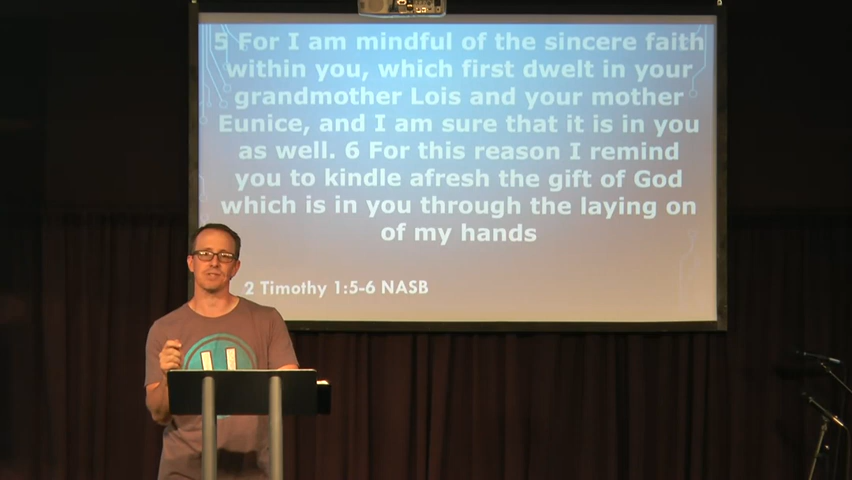 5 For I am mindful of the sincere faith
within you, which first dwelt in your
grandmother Lois and your mother
Eunice, and I am sure that it is in you
as well. 6 For this reason I remind
you to kindle afresh the gift of God
which is in you through the laying on
of my hands
2 Timothy 1:5-6 NASB